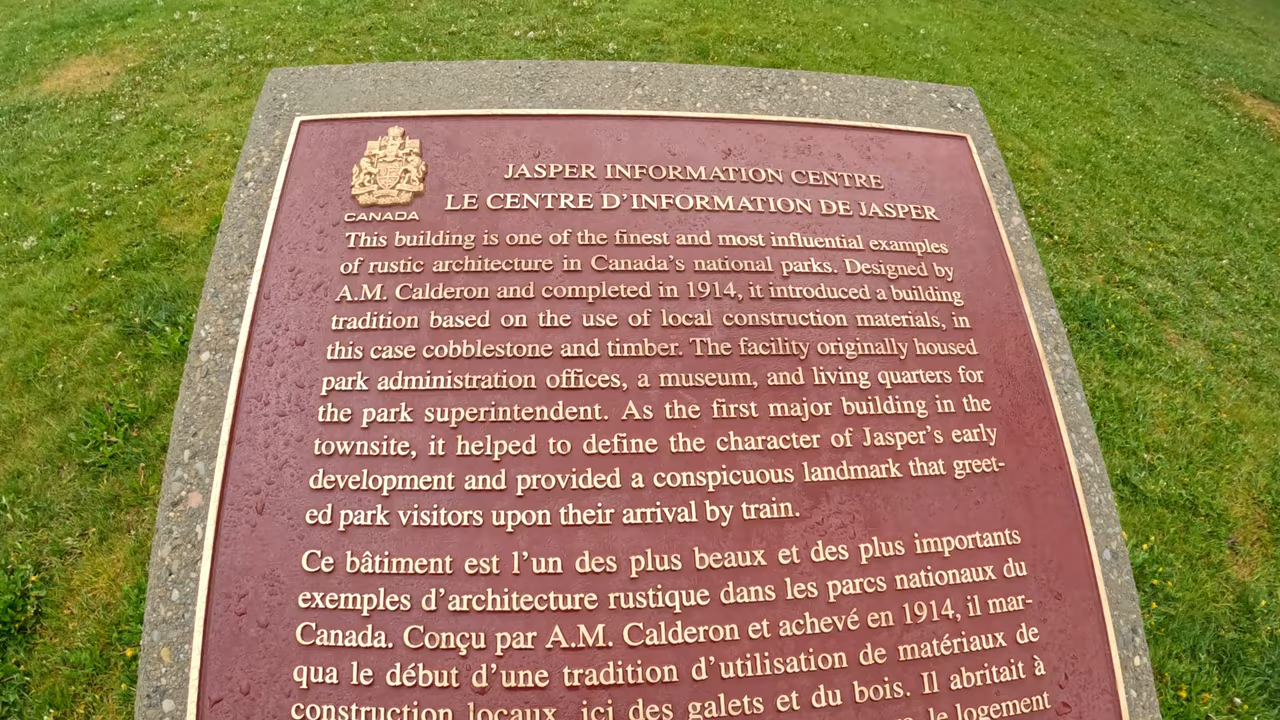 CANADA
JASPER INFORMATION CENTRE
LE CENTRE D'INFORMATION DE JASPER
This building is one of the finest and most influential examples
of rustic architecture in Canada's national parks. Designed by
A.M. Calderon and completed in 1914, it introduced a building
tradition based on the use of local construction materials, in
this case cobblestone and timber. The facility originally housed
park administration offices, a museum, and living quarters for
the park superintendent. As the first major building in the
townsite, it helped to define the character of Jasper's early
development and provided a conspicuous landmark that greet-
ed park visitors upon their arrival by train.
Ce bâtiment est l'un des plus beaux et des plus importants
exemples d'architecture rustique dans les parcs nationaux du
Canada. Conçu par A.M. Calderon et achevé en 1914, il mar-
qua le début d'une tradition d'utilisation de matériaux de
construction locaux, ici des galets et du bois. Il abritait à
le logement